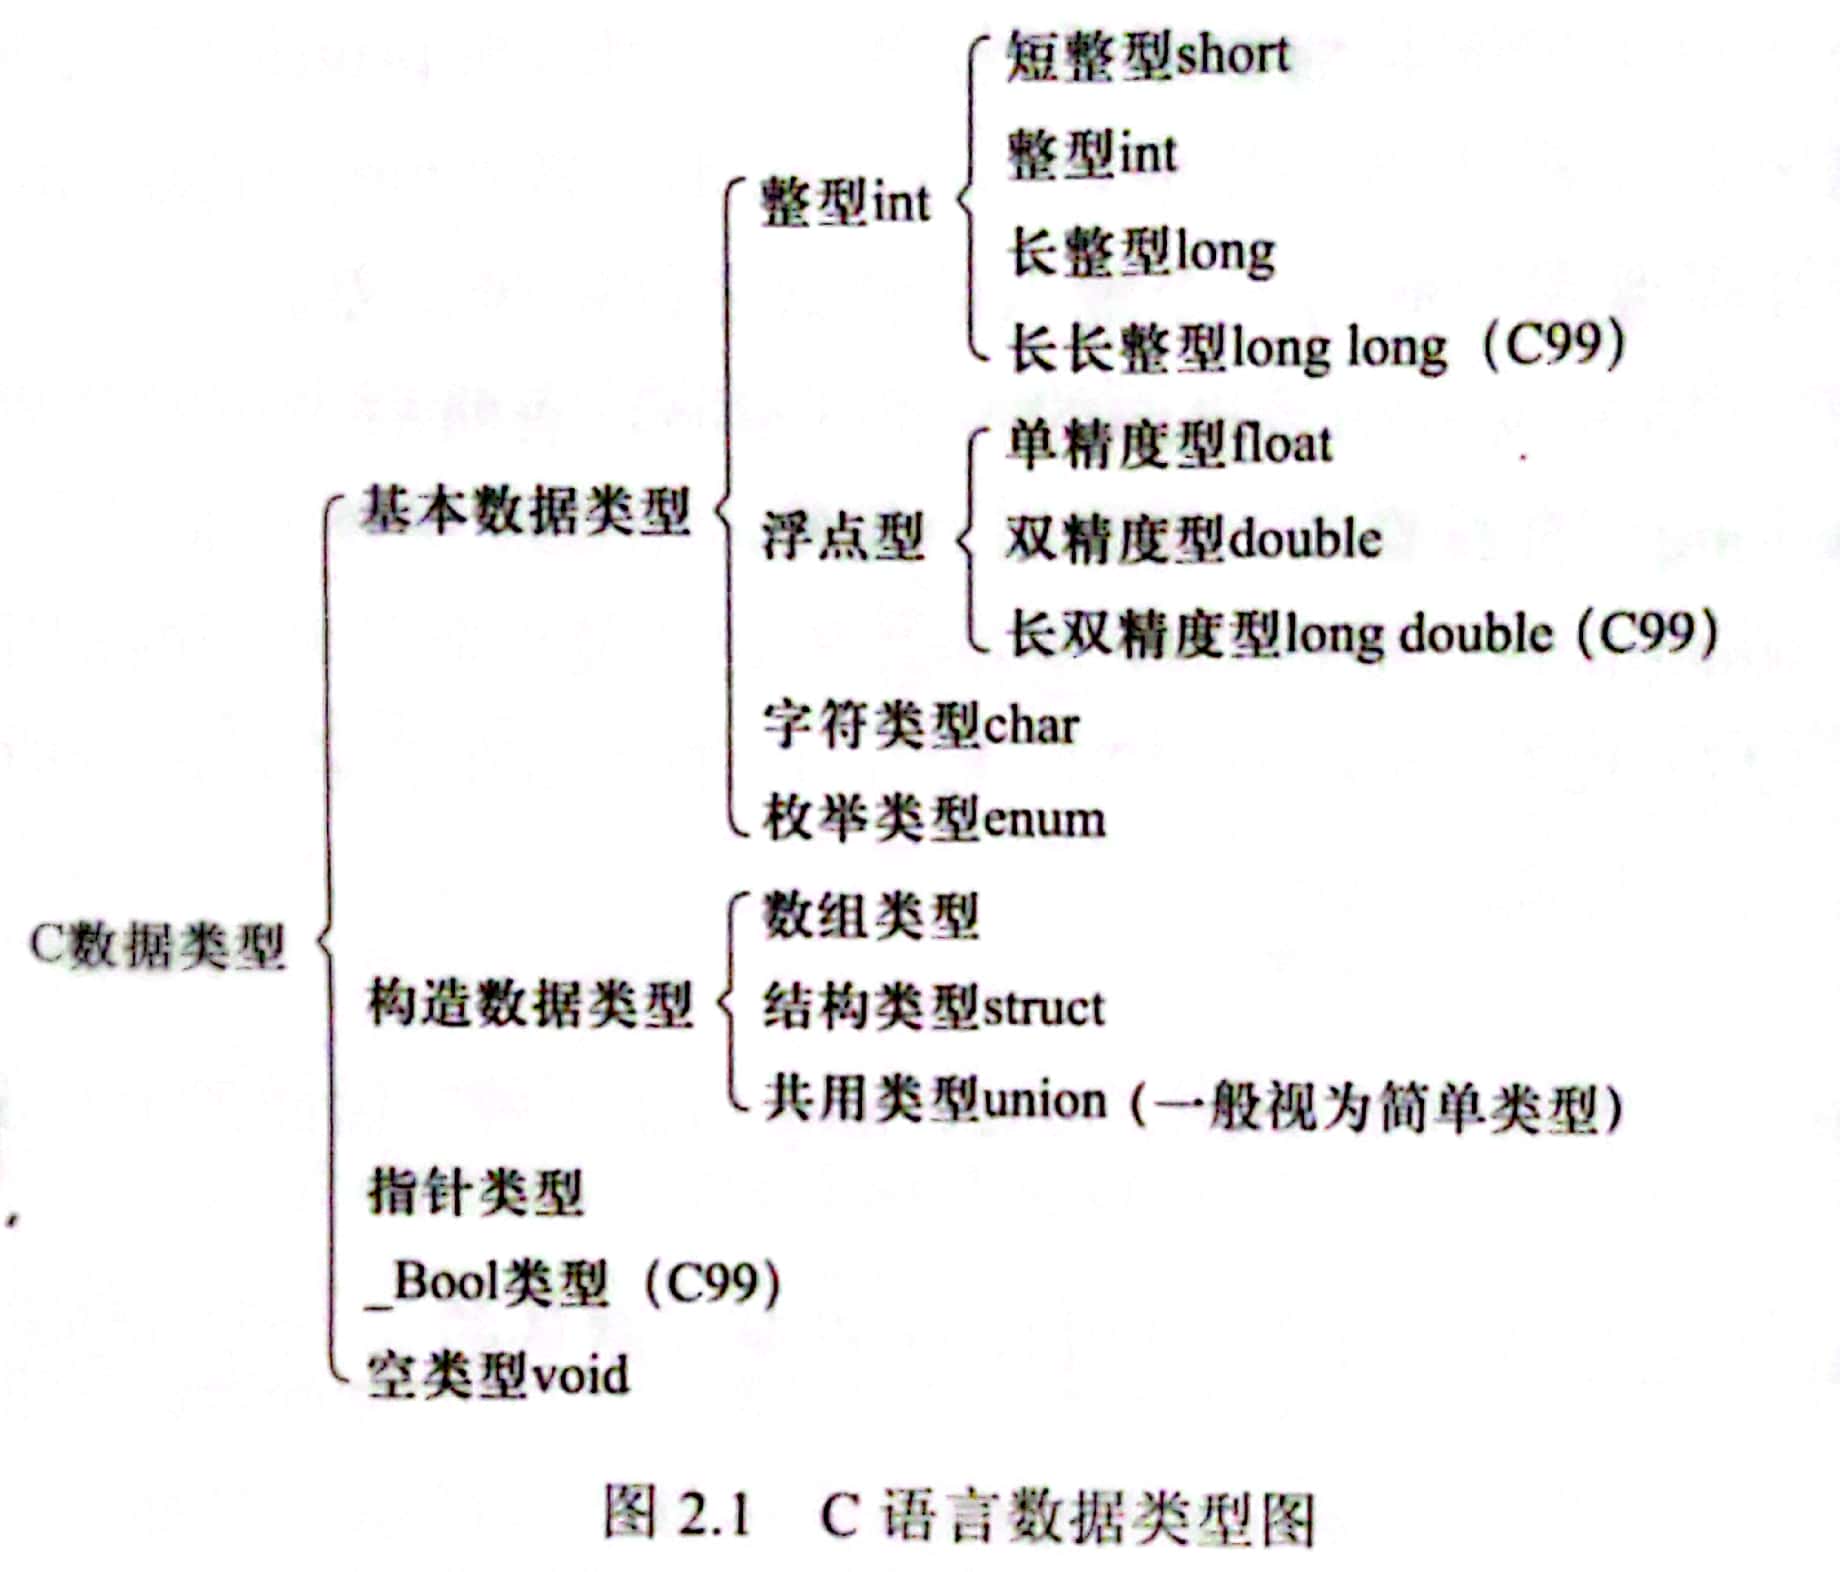 短整型short
整型int
整型int
长整型long
长长整型long long（C99）
单精度型float
基本数据类型
浮点型
双精度型double
长双精度型long double（C99）
字符类型char
枚举类型enum
C数据类型
数组类型
构造数据类型
结构类型struct
共用类型union（一般视为简单类型）
指针类型
_Bool类型（C99）
空类型void
图 2.1 C 语言数据类型图